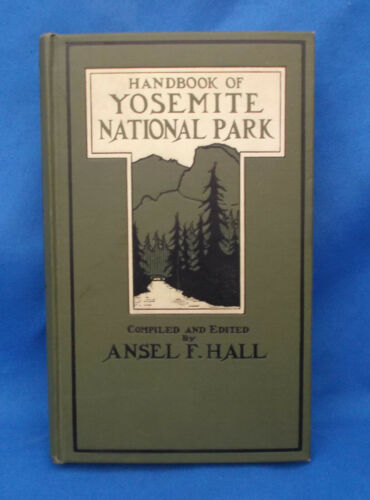 HANDBOOK OF
YOSEMITE
NATIONAL PARK
COMPILED AND EDITED
BY
ANSEL F. HALL